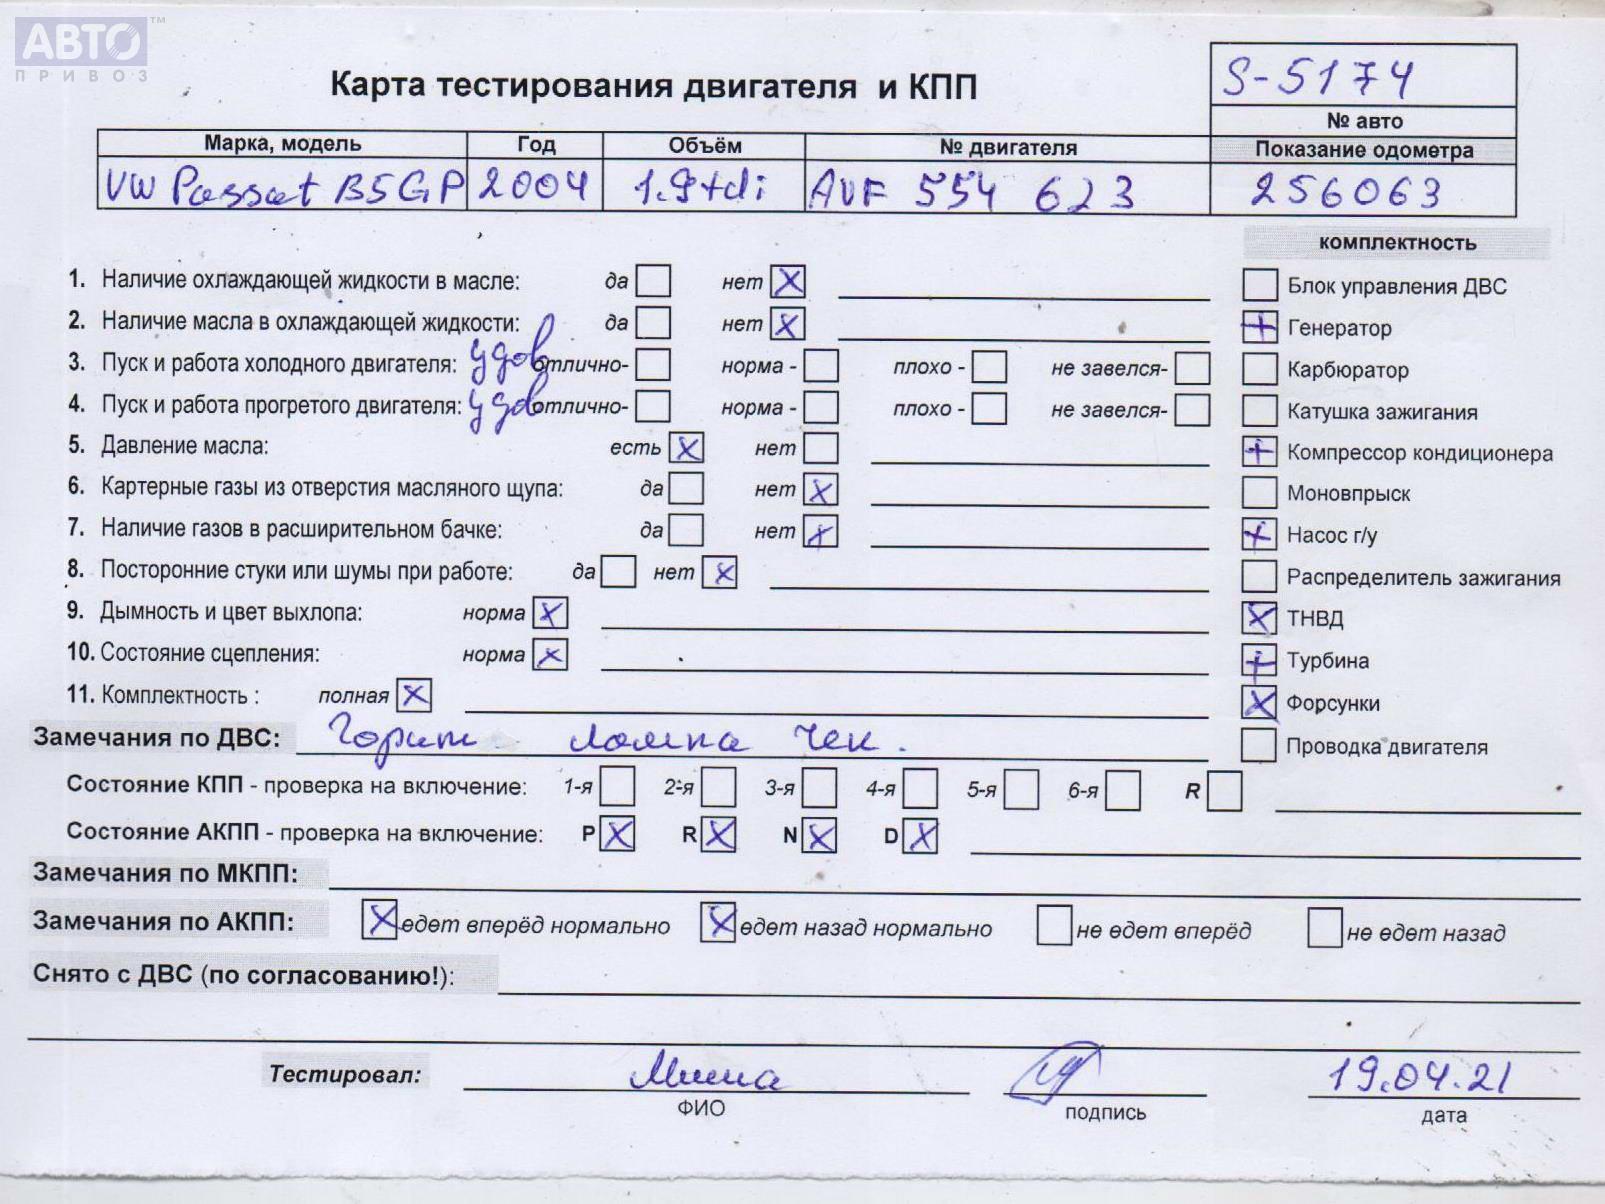 АВТО™
ПРИВОЗ
Карта тестирования двигателя и КПП
S-5174
№ авто
Марка, модель Год Объём № двигателя Показание одометра
VW Passat B5GP 2004 1.9tdi AVF 554 623 256063
комплектность
1. Наличие охлаждающей жидкости в масле: да нет X
Блок управления ДВС
2. Наличие масла в охлаждающей жидкости: да нет X
+ Генератор
3. Пуск и работа холодного двигателя: удов отлично- норма - плохо - не завелся-
Карбюратор
4. Пуск и работа прогретого двигателя: удов отлично- норма - плохо - не завелся-
Катушка зажигания
5. Давление масла: есть X нет
+ Компрессор кондиционера
6. Картерные газы из отверстия масляного щупа: да нет X
Моновпрыск
7. Наличие газов в расширительном бачке: да нет X
+ Насос г/у
8. Посторонние стуки или шумы при работе: да нет X
Распределитель зажигания
9. Дымность и цвет выхлопа: норма X
X ТНВД
10. Состояние сцепления: норма X
+ Турбина
11. Комплектность : полная X
X Форсунки
Замечания по ДВС: Горит лампа чек.
Проводка двигателя
Состояние КПП - проверка на включение: 1-я 2-я 3-я 4-я 5-я 6-я R
Состояние АКПП - проверка на включение: P X R X N X D X
Замечания по МКПП:
Замечания по АКПП: X едет вперёд нормально X едет назад нормально не едет вперёд не едет назад
Снято с ДВС (по согласованию!):
Тестировал: 19.04.21
ФИО подпись дата